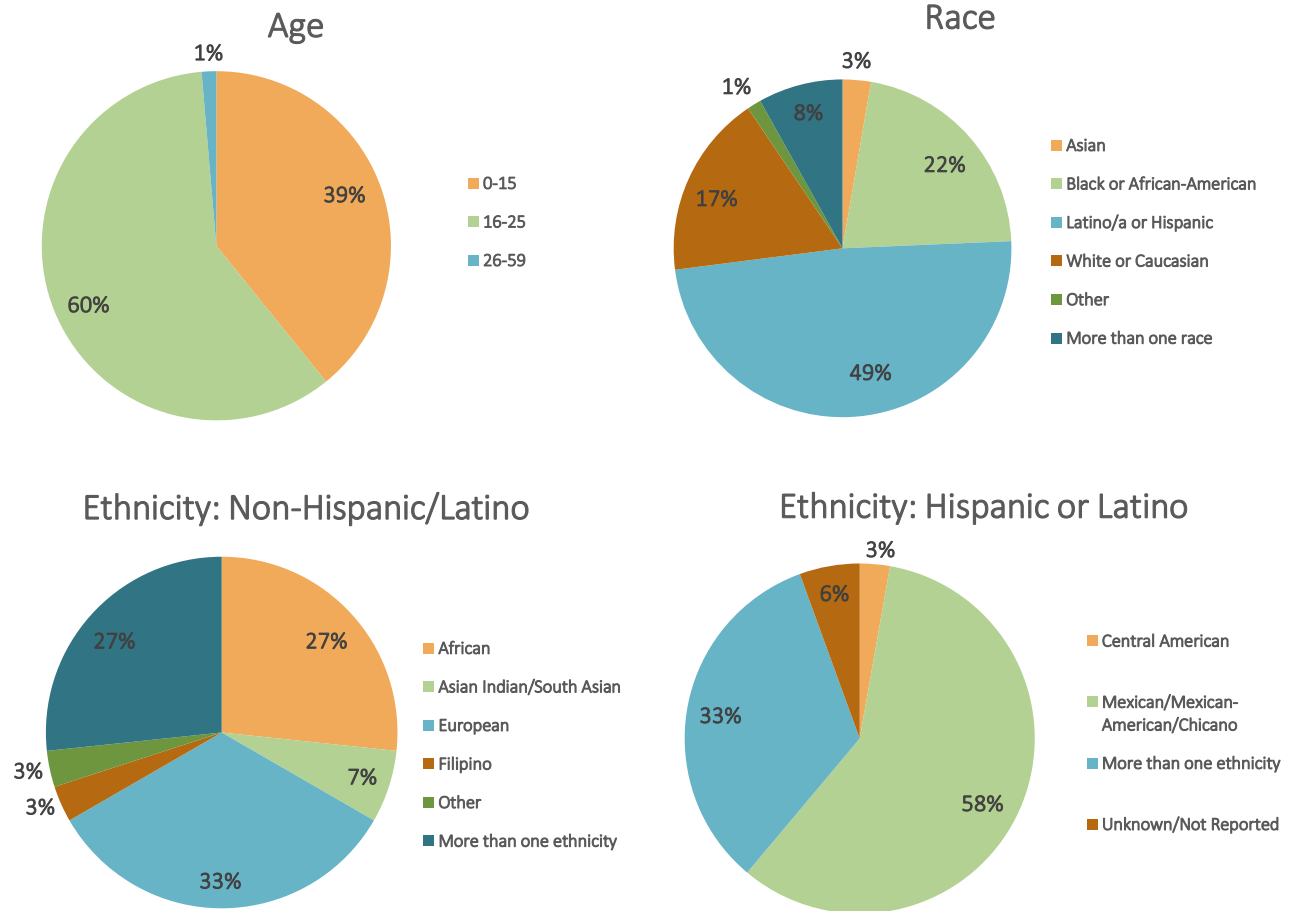 Age
1%
39%
60%
0-15
16-25
26-59
Race
3%
1%
8%
22%
17%
49%
Asian
Black or African-American
Latino/a or Hispanic
White or Caucasian
Other
More than one race
Ethnicity: Non-Hispanic/Latino
27%
27%
7%
3%
3%
33%
African
Asian Indian/South Asian
European
Filipino
Other
More than one ethnicity
Ethnicity: Hispanic or Latino
3%
6%
33%
58%
Central American
Mexican/Mexican-
American/Chicano
More than one ethnicity
Unknown/Not Reported